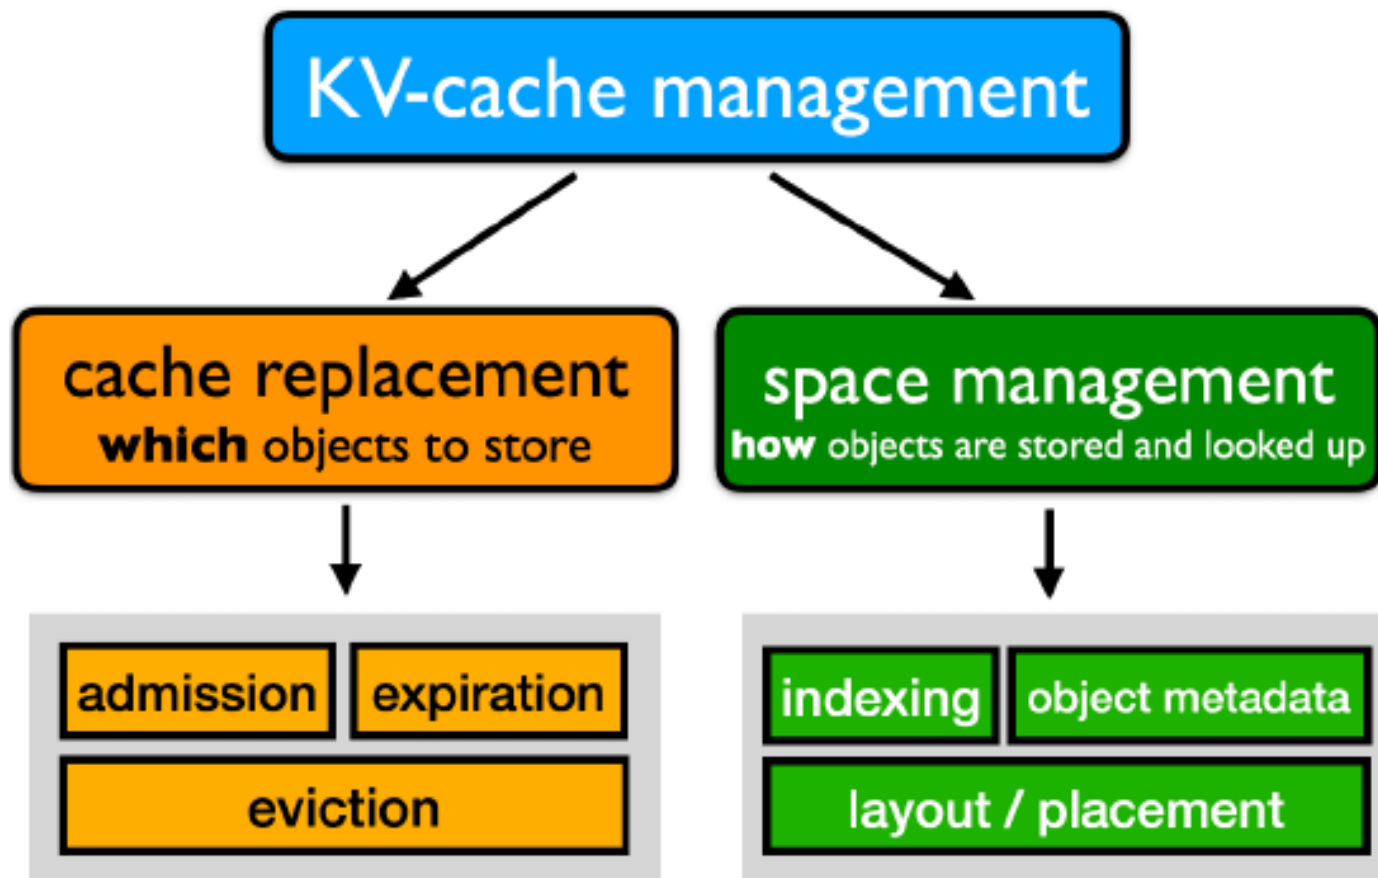 KV-cache management
cache replacement
which objects to store
space management
how objects are stored and looked up
admission
expiration
eviction
indexing
object metadata
layout / placement